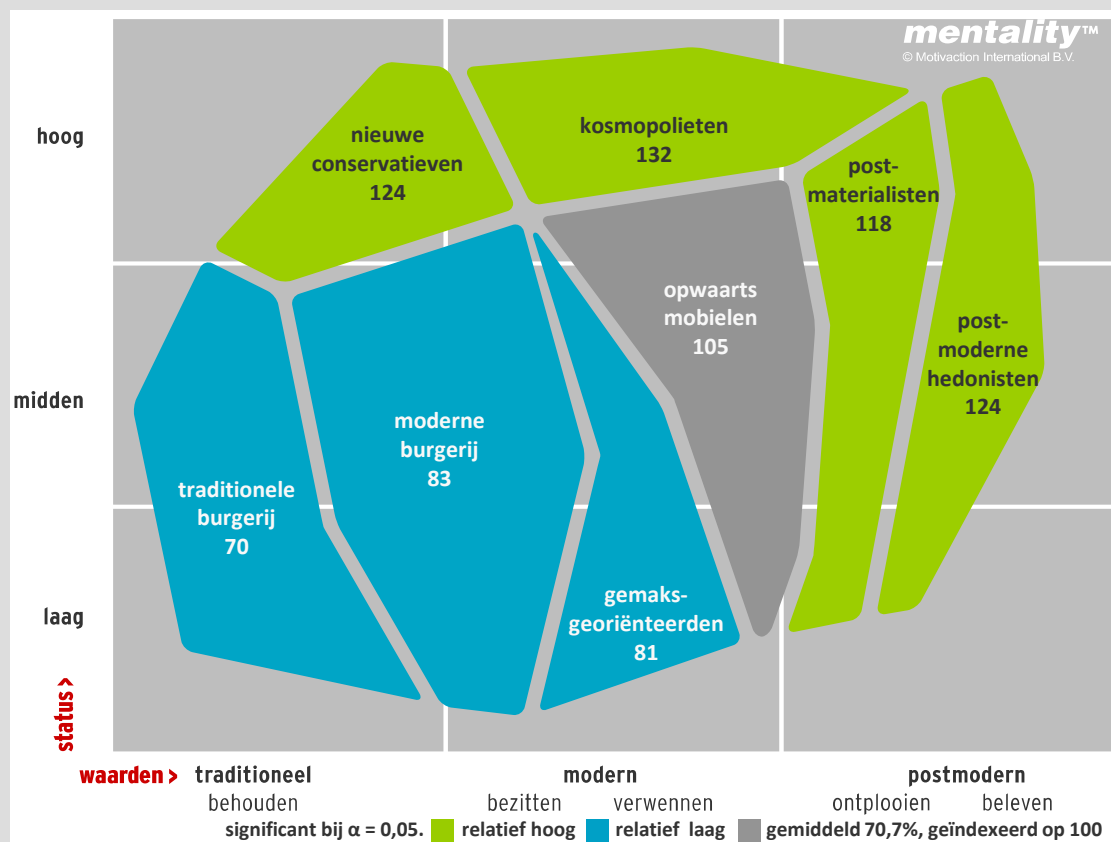 mentality™
© Motivaction International B.V.
hoog
midden
laag
status >
nieuwe
conservatieven
124
kosmopolieten
132
post-
materialisten
118
opwaarts
mobielen
105
post-
moderne
hedonisten
124
moderne
burgerij
83
traditionele
burgerij
70
gemaks-
georiënteerden
81
waarden > traditioneel modern postmodern
behouden bezitten verwennen ontplooien beleven
significant bij α = 0,05. relatief hoog relatief laag gemiddeld 70,7%, geïndexeerd op 100